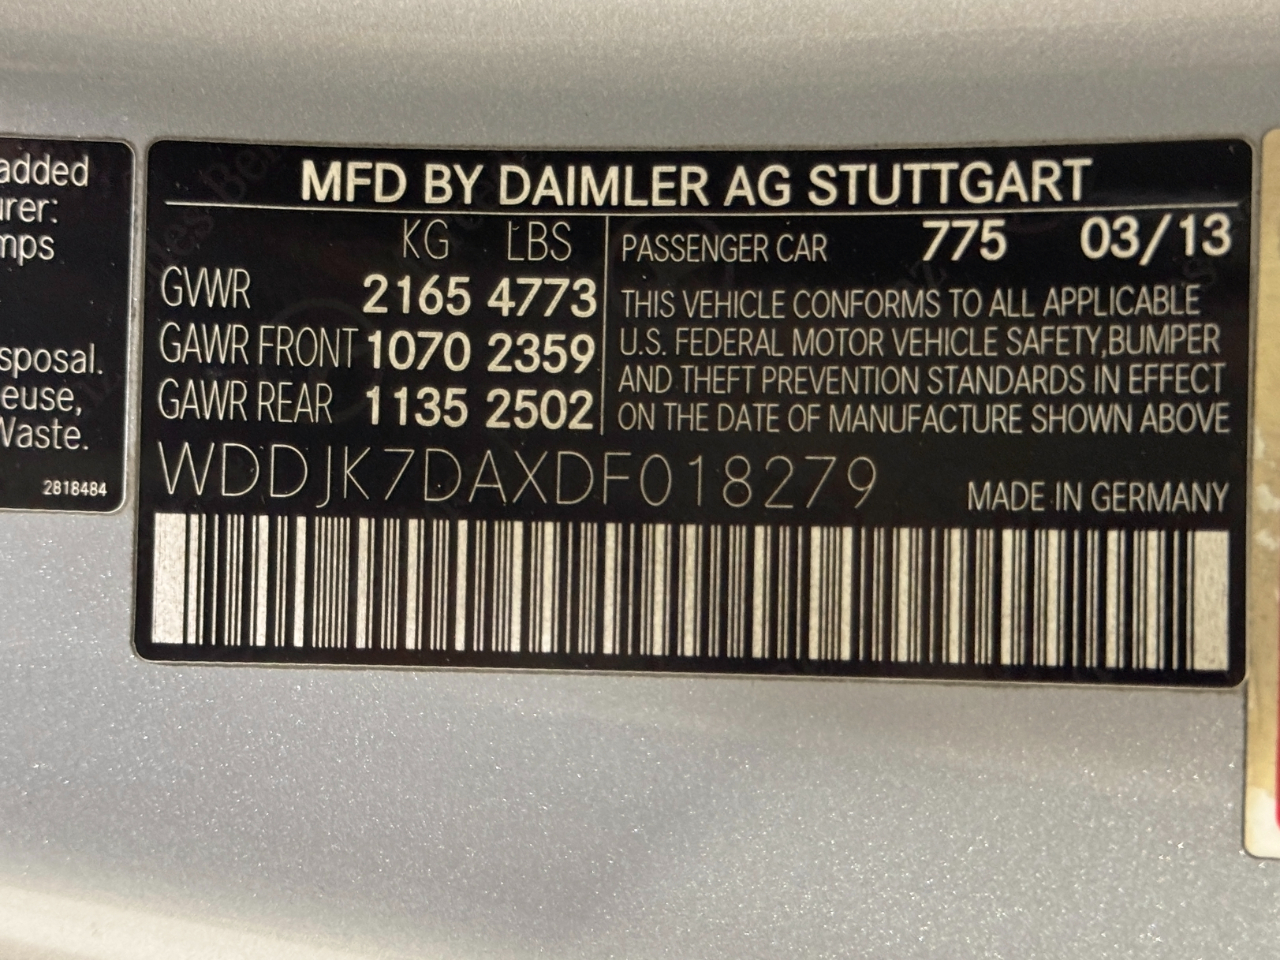 added
urer:
mps
sposal.
euse,
Waste.
2818484
MFD BY DAIMLER AG STUTTGART
KG LBS
GVWR 2165 4773
GAWR FRONT 1070 2359
GAWR REAR 1135 2502
PASSENGER CAR 775 03/13
THIS VEHICLE CONFORMS TO ALL APPLICABLE
U.S. FEDERAL MOTOR VEHICLE SAFETY,BUMPER
AND THEFT PREVENTION STANDARDS IN EFFECT
ON THE DATE OF MANUFACTURE SHOWN ABOVE
WDDJK7DAXDF018279
MADE IN GERMANY